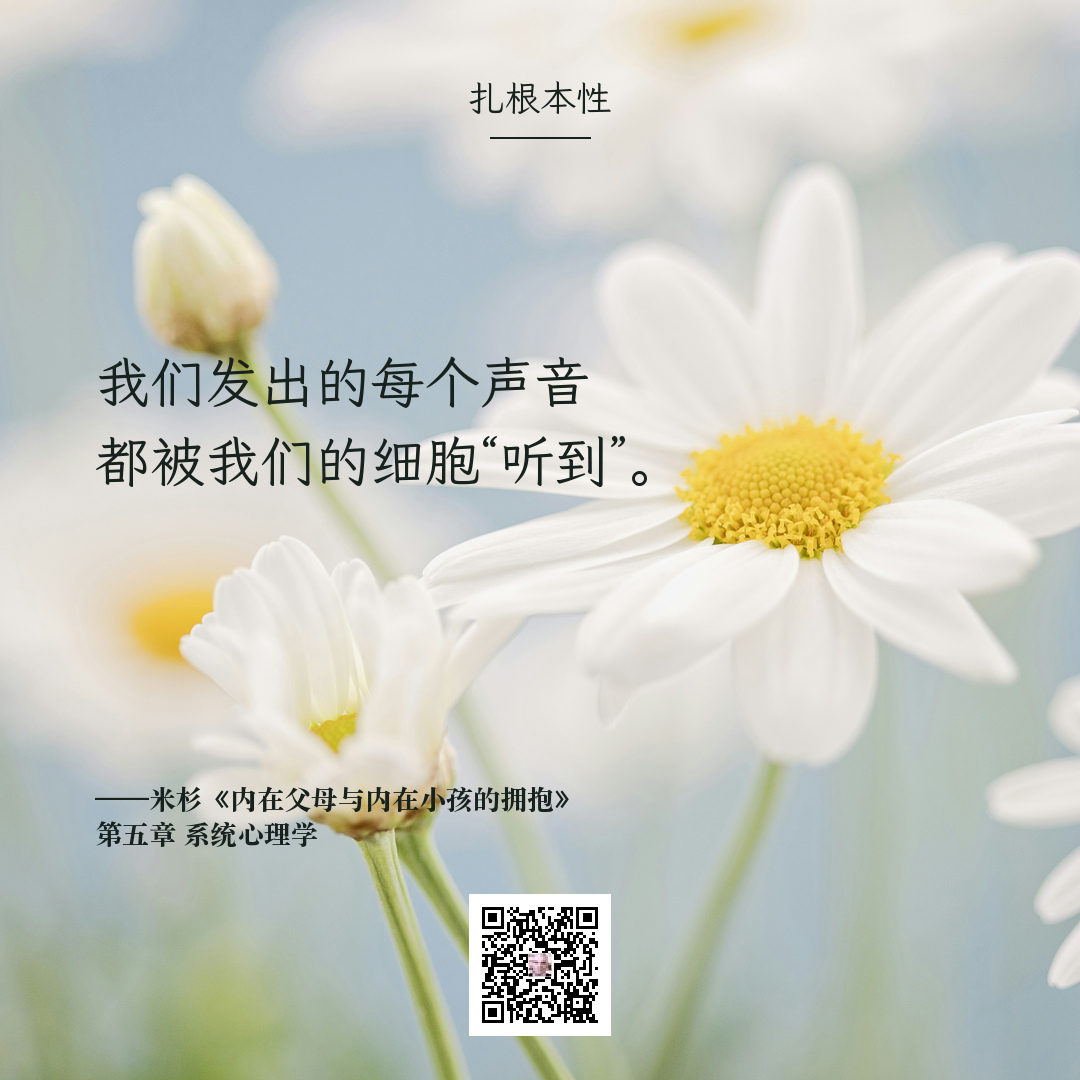 扎根本性
我们发出的每个声音
都被我们的细胞“听到”。
——米杉《内在父母与内在小孩的拥抱》
第五章 系统心理学